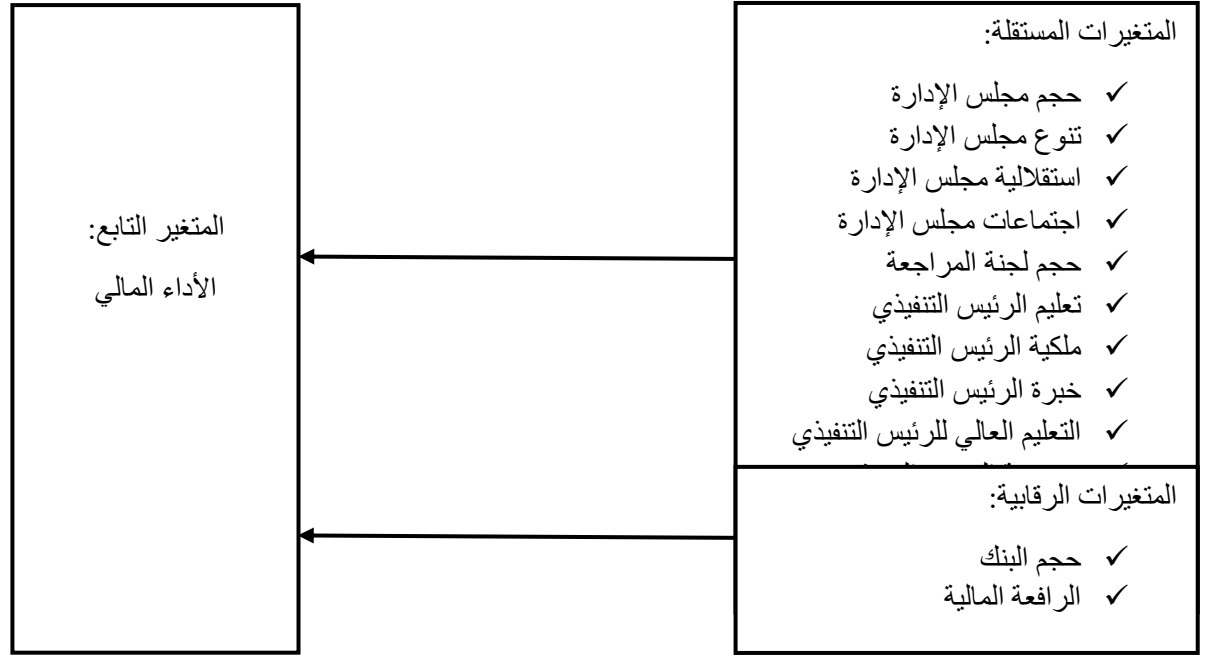 المتغيرات المستقلة:
✓ حجم مجلس الإدارة
✓ تنوع مجلس الإدارة
✓ استقلالية مجلس الإدارة
✓ اجتماعات مجلس الإدارة
✓ حجم لجنة المراجعة
✓ تعليم الرئيس التنفيذي
✓ ملكية الرئيس التنفيذي
✓ خبرة الرئيس التنفيذي
✓ التعليم العالي للرئيس التنفيذي
المتغيرات الرقابية:
✓ حجم البنك
✓ الرافعة المالية
المتغير التابع:
الأداء المالي